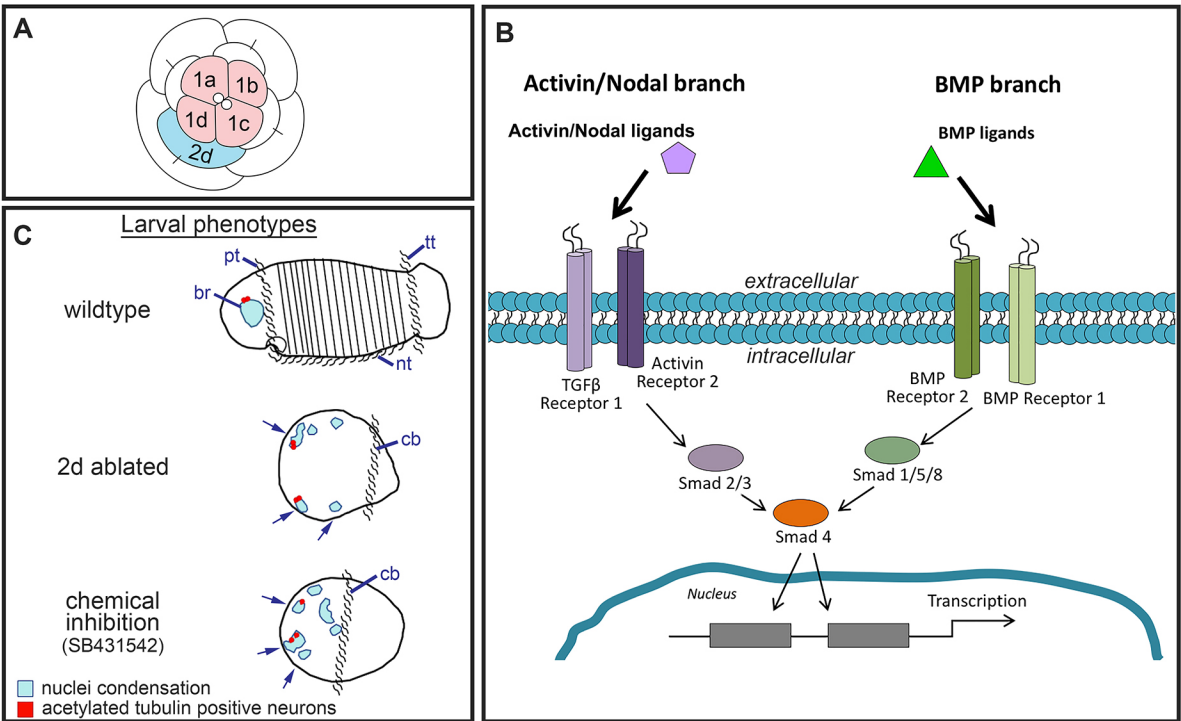 A
1a
1b
1d
1c
2d
B
Activin/Nodal branch
BMP branch
Activin/Nodal ligands
BMP ligands
extracellular
intracellular
TGFβ
Receptor 1
Activin
Receptor 2
BMP
Receptor 2
BMP Receptor 1
Smad 2/3
Smad 1/5/8
Smad 4
Nucleus
Transcription
C
Larval phenotypes
pt
tt
br
wildtype
nt
cb
2d ablated
cb
chemical
inhibition
(SB431542)
nuclei condensation
acetylated tubulin positive neurons